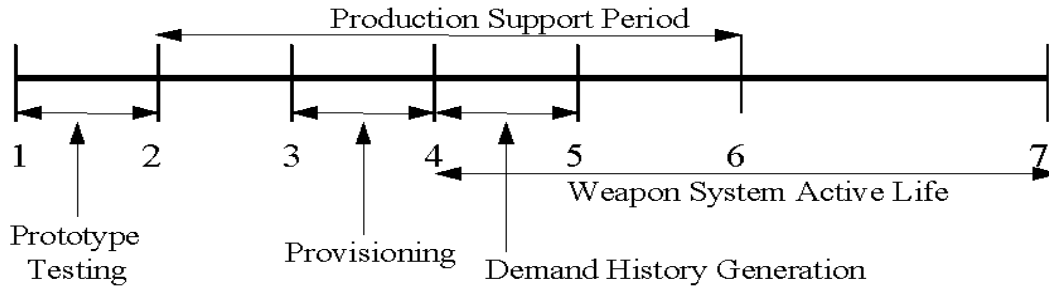 Production Support Period
1 2 3 4 5 6 7
Weapon System Active Life
Prototype
Testing
Provisioning
Demand History Generation